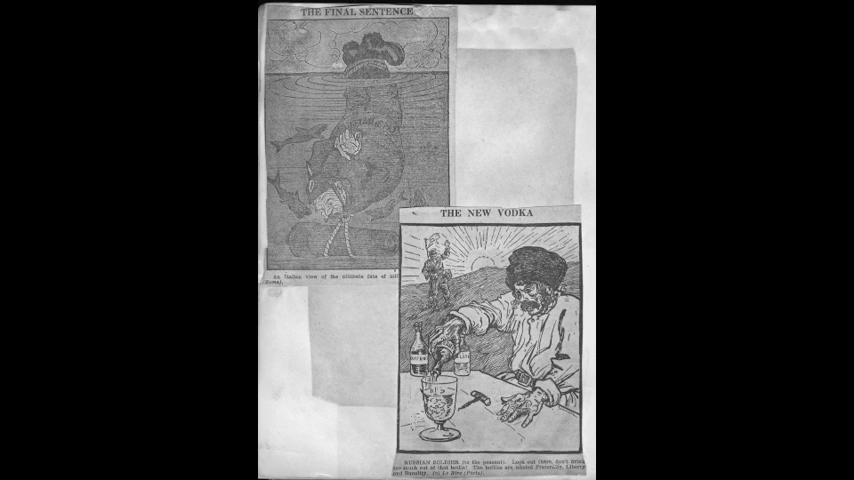 THE FINAL SENTENCE
An Italian view of the ultimate fate of
Rome).
THE NEW VODKA
RUSSIAN SOLDIER (to the peasant). Look out there, don't drink
too much out of that bottle! The bottles are labeled Fraternity, Liberty
and Equality. In Le Rire (Paris).